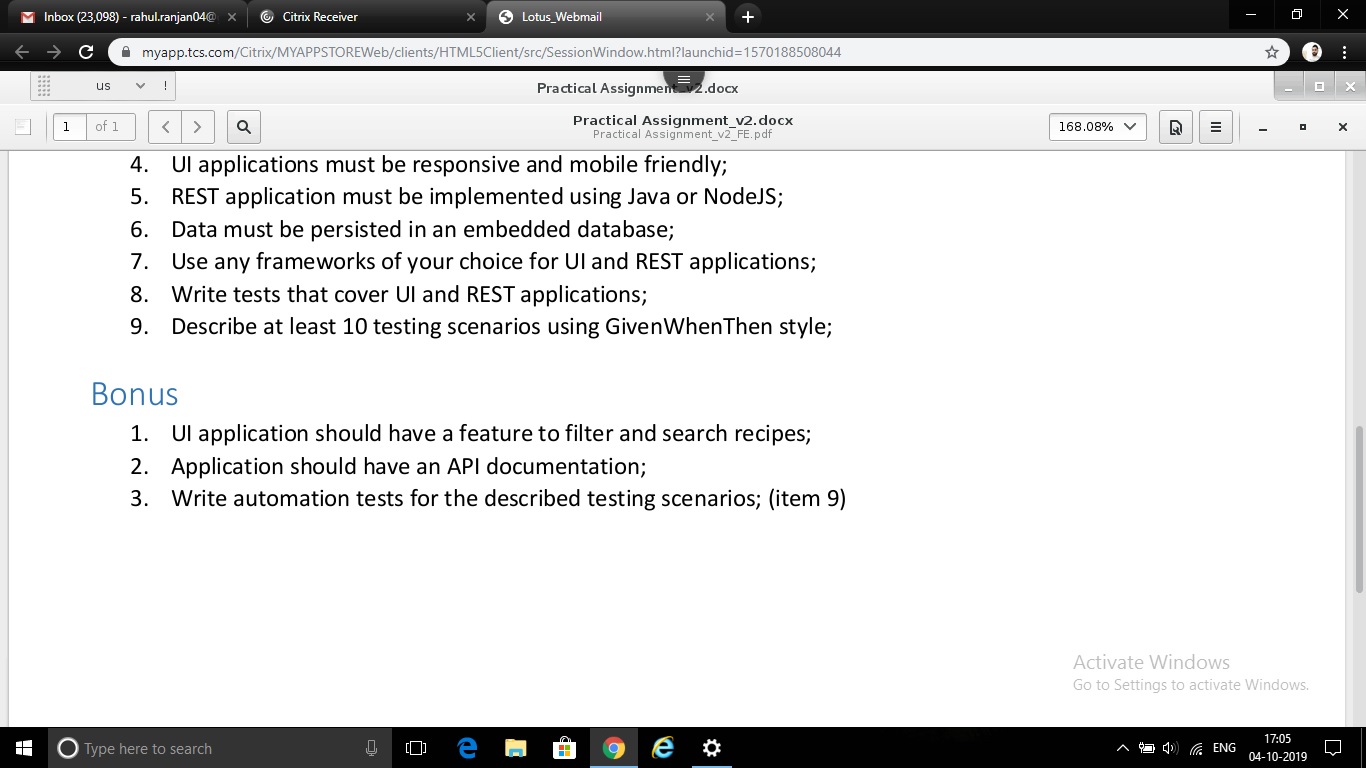 Inbox (23,098) - rahul.ranjan04@
Citrix Receiver
Lotus_Webmail
myapp.tcs.com/Citrix/MYAPPSTOREWeb/clients/HTML5Client/src/SessionWindow.html?launchid=1570188508044
us
!
Practical Assignment_v2.docx
1
of 1
Practical Assignment_v2.docx
Practical Assignment_v2_FE.pdf
168.08%
4. UI applications must be responsive and mobile friendly;
5. REST application must be implemented using Java or NodeJS;
6. Data must be persisted in an embedded database;
7. Use any frameworks of your choice for UI and REST applications;
8. Write tests that cover UI and REST applications;
9. Describe at least 10 testing scenarios using GivenWhenThen style;
Bonus
1. UI application should have a feature to filter and search recipes;
2. Application should have an API documentation;
3. Write automation tests for the described testing scenarios; (item 9)
Activate Windows
Go to Settings to activate Windows.
Type here to search
ENG
17:05
04-10-2019